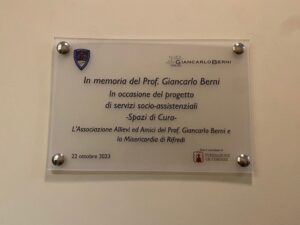 GIANCARLO BERNI
In memoria del Prof. Giancarlo Berni
In occasione del progetto
di servizi socio-assistenziali
-Spazi di Cura-
L'Associazione Allievi ed Amici del Prof. Giancarlo Berni e
la Misericordia di Rifredi
22 ottobre 2023